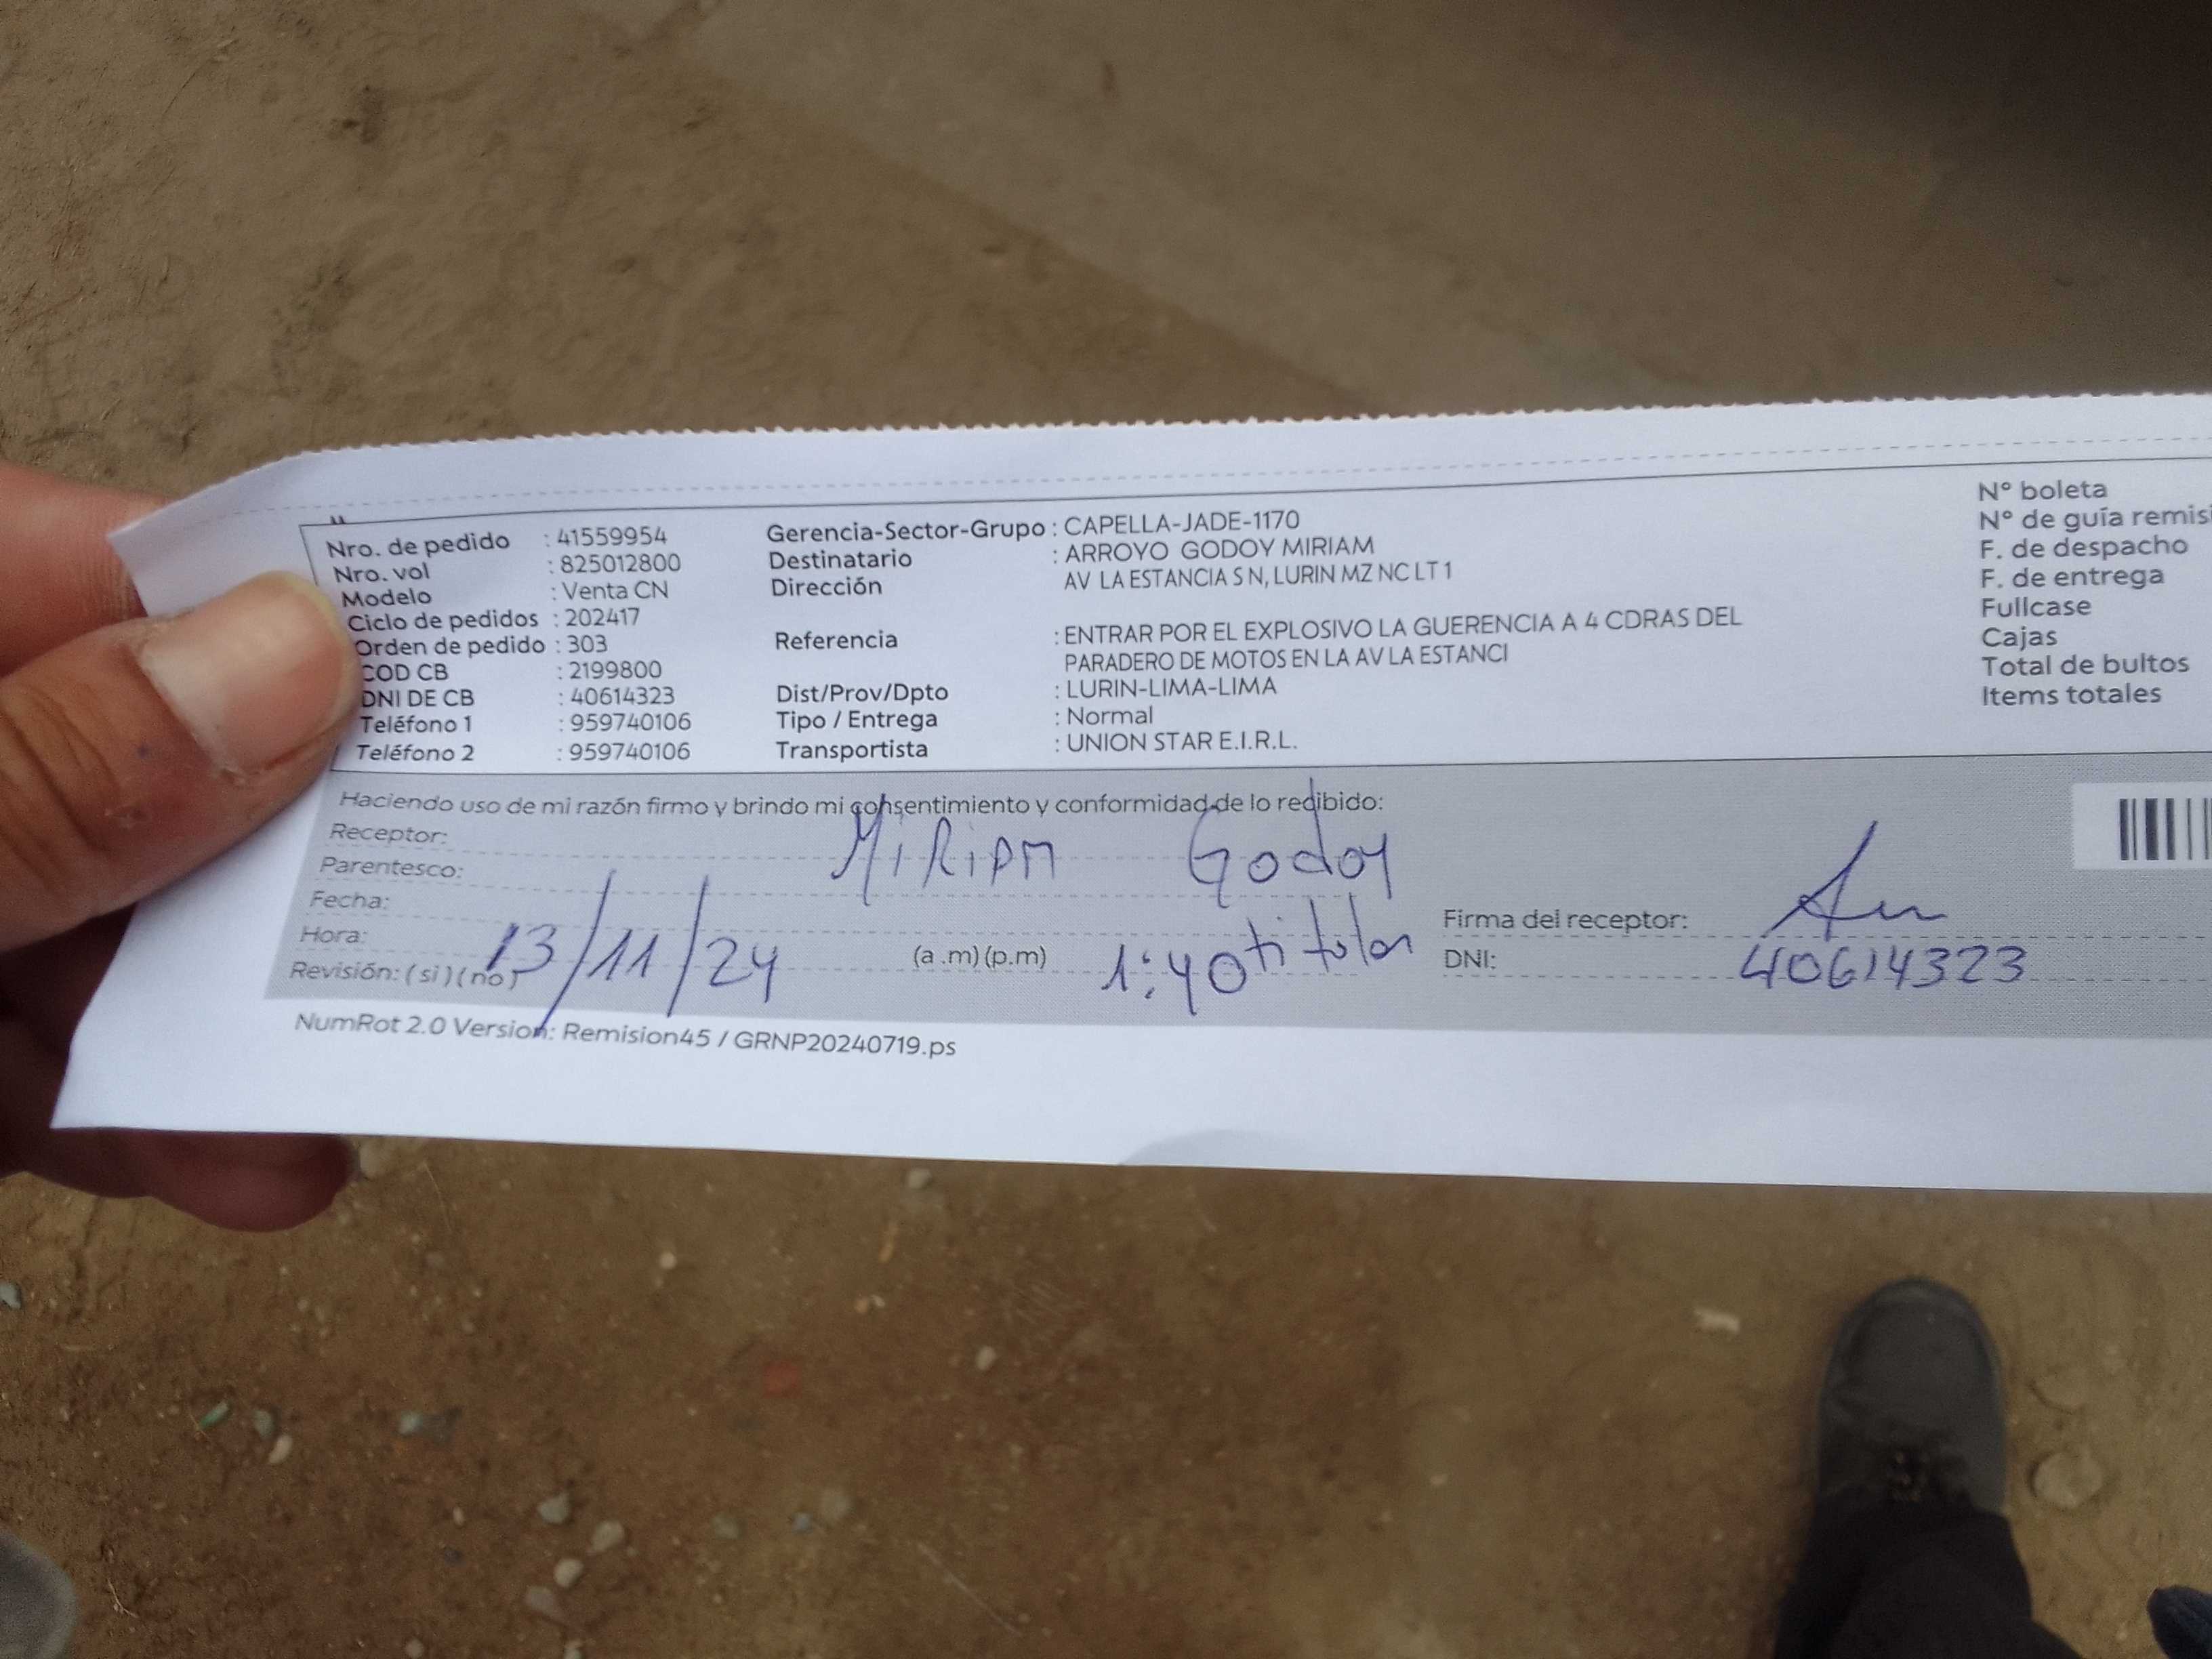 Nro. de pedido : 41559954
Nro. vol : 825012800
Modelo : Venta CN
Ciclo de pedidos : 202417
Orden de pedido : 303
COD CB : 2199800
DNI DE CB : 40614323
Teléfono 1 : 959740106
Teléfono 2 : 959740106
Gerencia-Sector-Grupo : CAPELLA-JADE-1170
Destinatario : ARROYO GODOY MIRIAM
Dirección AV LA ESTANCIA S N, LURIN MZ NC LT 1
Referencia : ENTRAR POR EL EXPLOSIVO LA GUERENCIA A 4 CDRAS DEL
PARADERO DE MOTOS EN LA AV LA ESTANCI
Dist/Prov/Dpto : LURIN-LIMA-LIMA
Tipo / Entrega : Normal
Transportista : UNION STAR E.I.R.L.
N° boleta
N° de guía remisi
F. de despacho
F. de entrega
Fullcase
Cajas
Total de bultos
Items totales
Haciendo uso de mi razón firmo y brindo mi consentimiento y conformidad de lo recibido:
Receptor: MiRiam Godoy
Parentesco:
Fecha:
Hora: 13/11/24 (a .m) (p.m) 1:40 titular
Revisión: ( si ) ( no )
Firma del receptor:
DNI: 40614323
NumRot 2.0 Version: Remision45 / GRNP20240719.ps